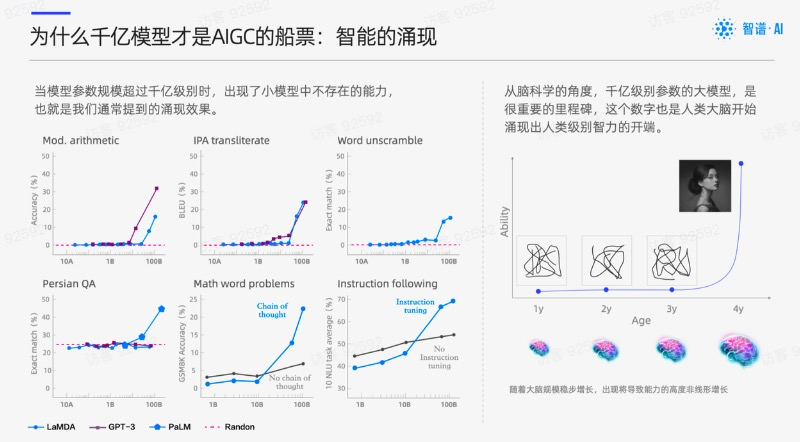 为什么千亿模型才是AIGC的船票：智能的涌现
智谱·AI
当模型参数规模超过千亿级别时，出现了小模型中不存在的能力，
也就是我们通常提到的涌现效果。
Mod. arithmetic
Accuracy (%)
50
40
30
20
10
0
10A
1B
100B
IPA transliterate
BLEU (%)
50
40
30
20
10
0
10A
1B
100B
Word unscramble
Exact match (%)
50
40
30
20
10
0
10A
1B
100B
Persian QA
Exact match (%)
50
40
30
20
10
0
10A
1B
100B
Math word problems
GSM8K Accuracy (%)
25
20
15
10
5
0
Chain of
thought
No chain of
thought
1B
10B
100B
Instruction following
10 NLU task average (%)
70
60
50
40
30
Instruction
tuning
No
Instruction
tuning
1B
10B
100B
LaMDA
GPT-3
PaLM
Randon
从脑科学的角度，千亿级别参数的大模型，是
很重要的里程碑，这个数字也是人类大脑开始
涌现出人类级别智力的开端。
Ability
1y
2y
3y
4y
Age
随着大脑规模稳步增长，出现将导致能力的高度非线形增长
访客 92592